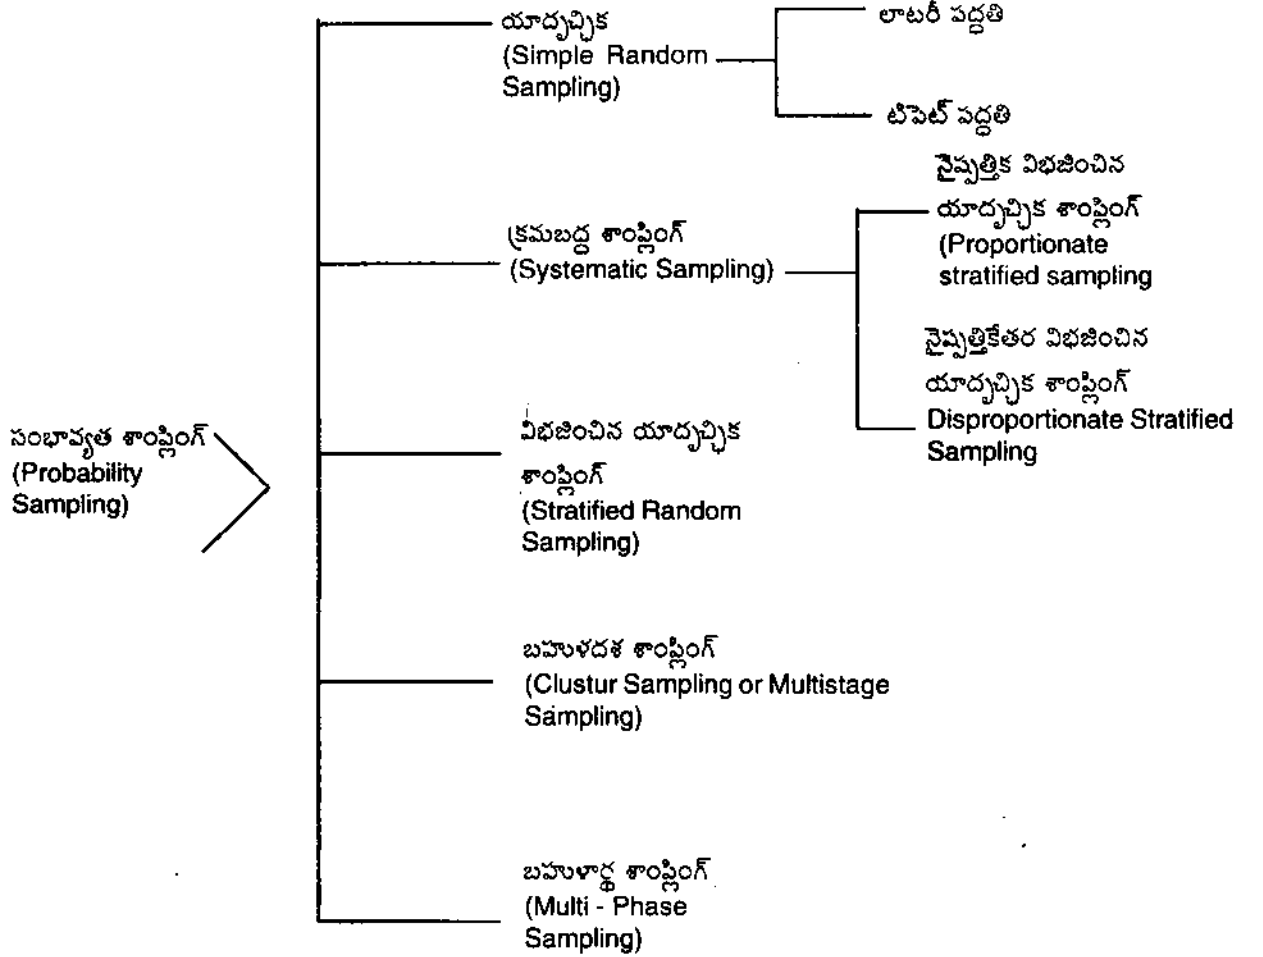 యాదృచ్ఛిక
(Simple Random
Sampling)
లాటరీ పద్ధతి
టిపెట్ పద్ధతి
క్రమబద్ధ శాంప్లింగ్
(Systematic Sampling)
నైష్పత్తిక విభజించిన
యాదృచ్ఛిక శాంప్లింగ్
(Proportionate
stratified sampling
నైష్పత్తికేతర విభజించిన
యాదృచ్ఛిక శాంప్లింగ్
Disproportionate Stratified
Sampling
సంభావ్యత శాంప్లింగ్
(Probability
Sampling)
విభజించిన యాదృచ్ఛిక
శాంప్లింగ్
(Stratified Random
Sampling)
బహుళదశ శాంప్లింగ్
(Clustur Sampling or Multistage
Sampling)
బహుళార్థ శాంప్లింగ్
(Multi - Phase
Sampling)